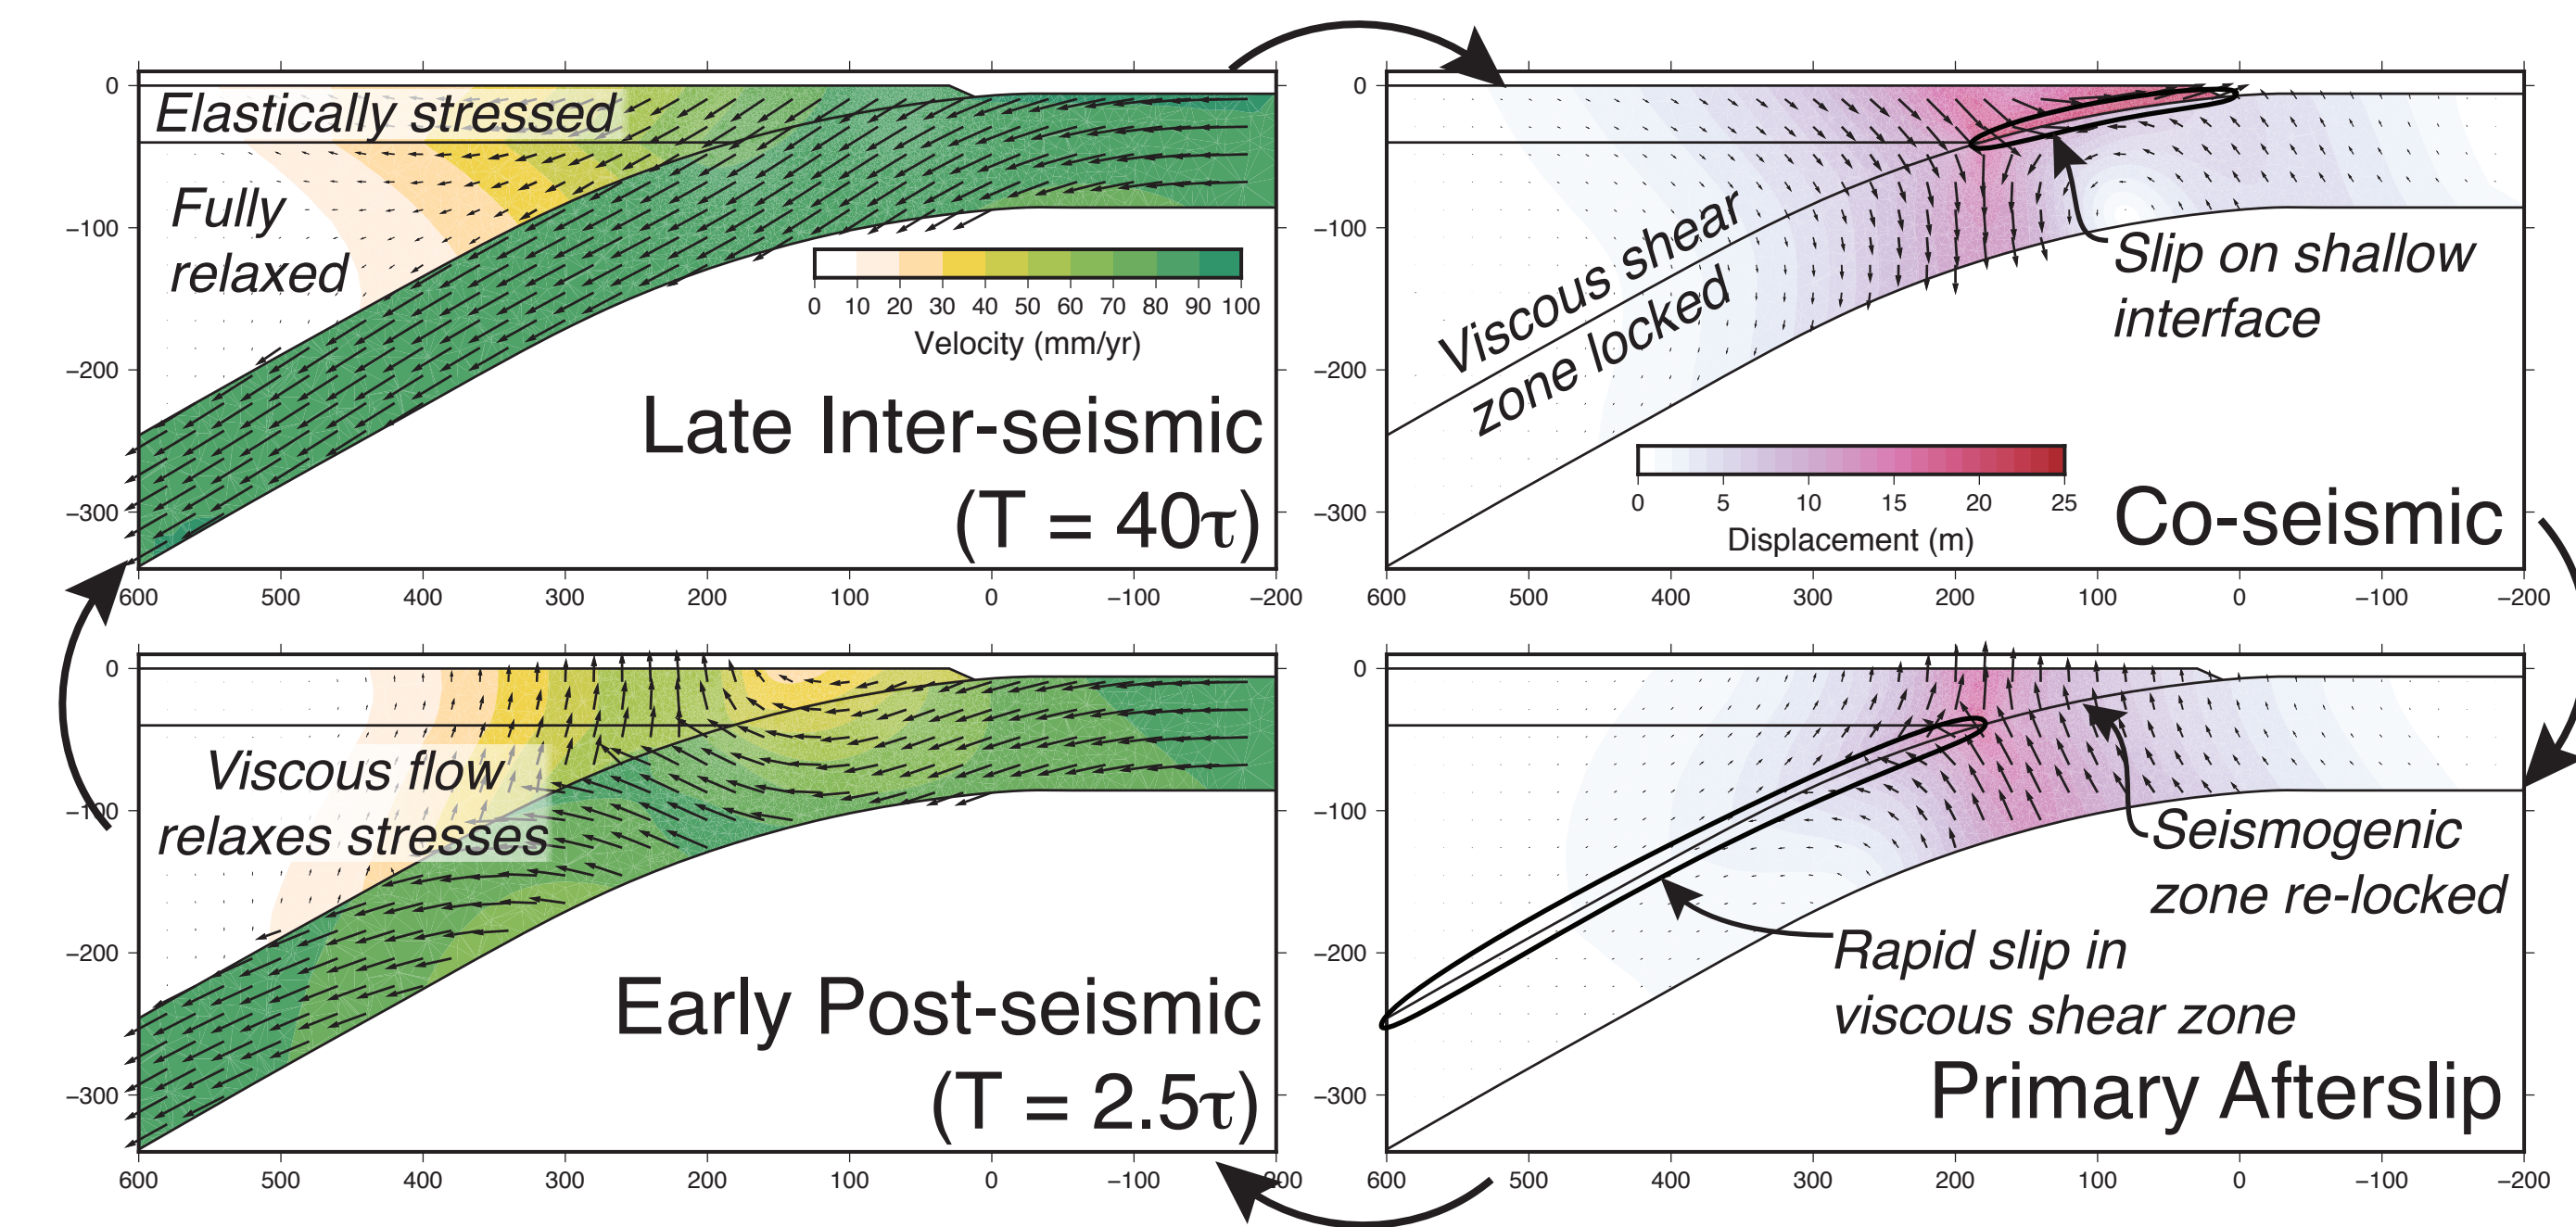 0
Elastically stressed
Fully
relaxed
−100
−200
−300
0 10 20 30 40 50 60 70 80 90 100
Velocity (mm/yr)
Late Inter-seismic
(T = 40τ)
600 500 400 300 200 100 0 −100 −200
0
−100
−200
−300
Viscous shear
zone locked
Slip on shallow
interface
0 5 10 15 20 25
Displacement (m)
Co-seismic
600 500 400 300 200 100 0 −100 −200
0
−100
−200
−300
Viscous flow
relaxes stresses
Early Post-seismic
(T = 2.5τ)
600 500 400 300 200 100 0 −100 −200
0
−100
−200
−300
Seismogenic
zone re-locked
Rapid slip in
viscous shear zone
Primary Afterslip
600 500 400 300 200 100 0 −100 −200